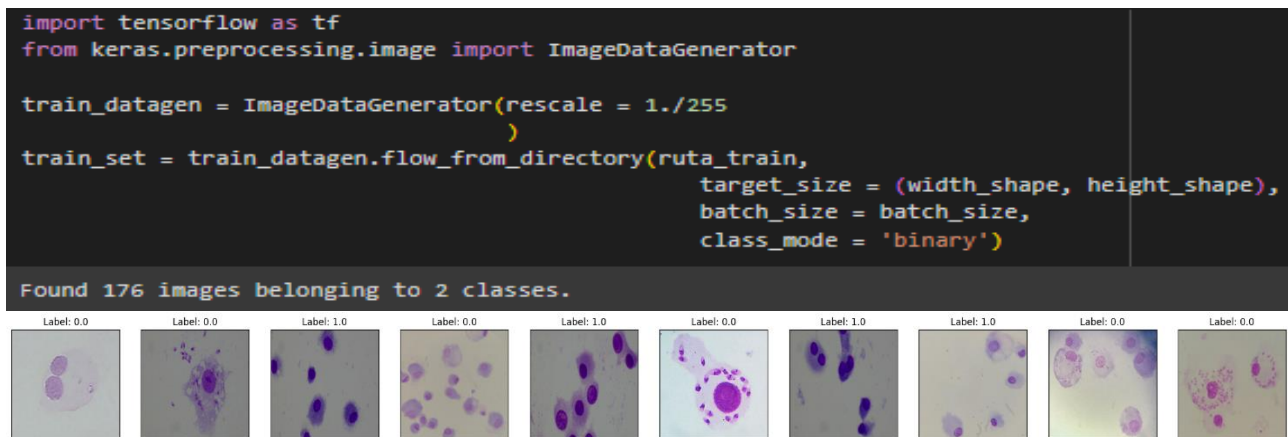 import tensorflow as tf
from keras.preprocessing.image import ImageDataGenerator
train_datagen = ImageDataGenerator(rescale = 1./255
)
train_set = train_datagen.flow_from_directory(ruta_train,
target_size = (width_shape, height_shape),
batch_size = batch_size,
class_mode = 'binary')
Found 176 images belonging to 2 classes.
Label: 0.0 Label: 0.0 Label: 1.0 Label: 0.0 Label: 1.0 Label: 0.0 Label: 1.0 Label: 1.0 Label: 0.0 Label: 0.0